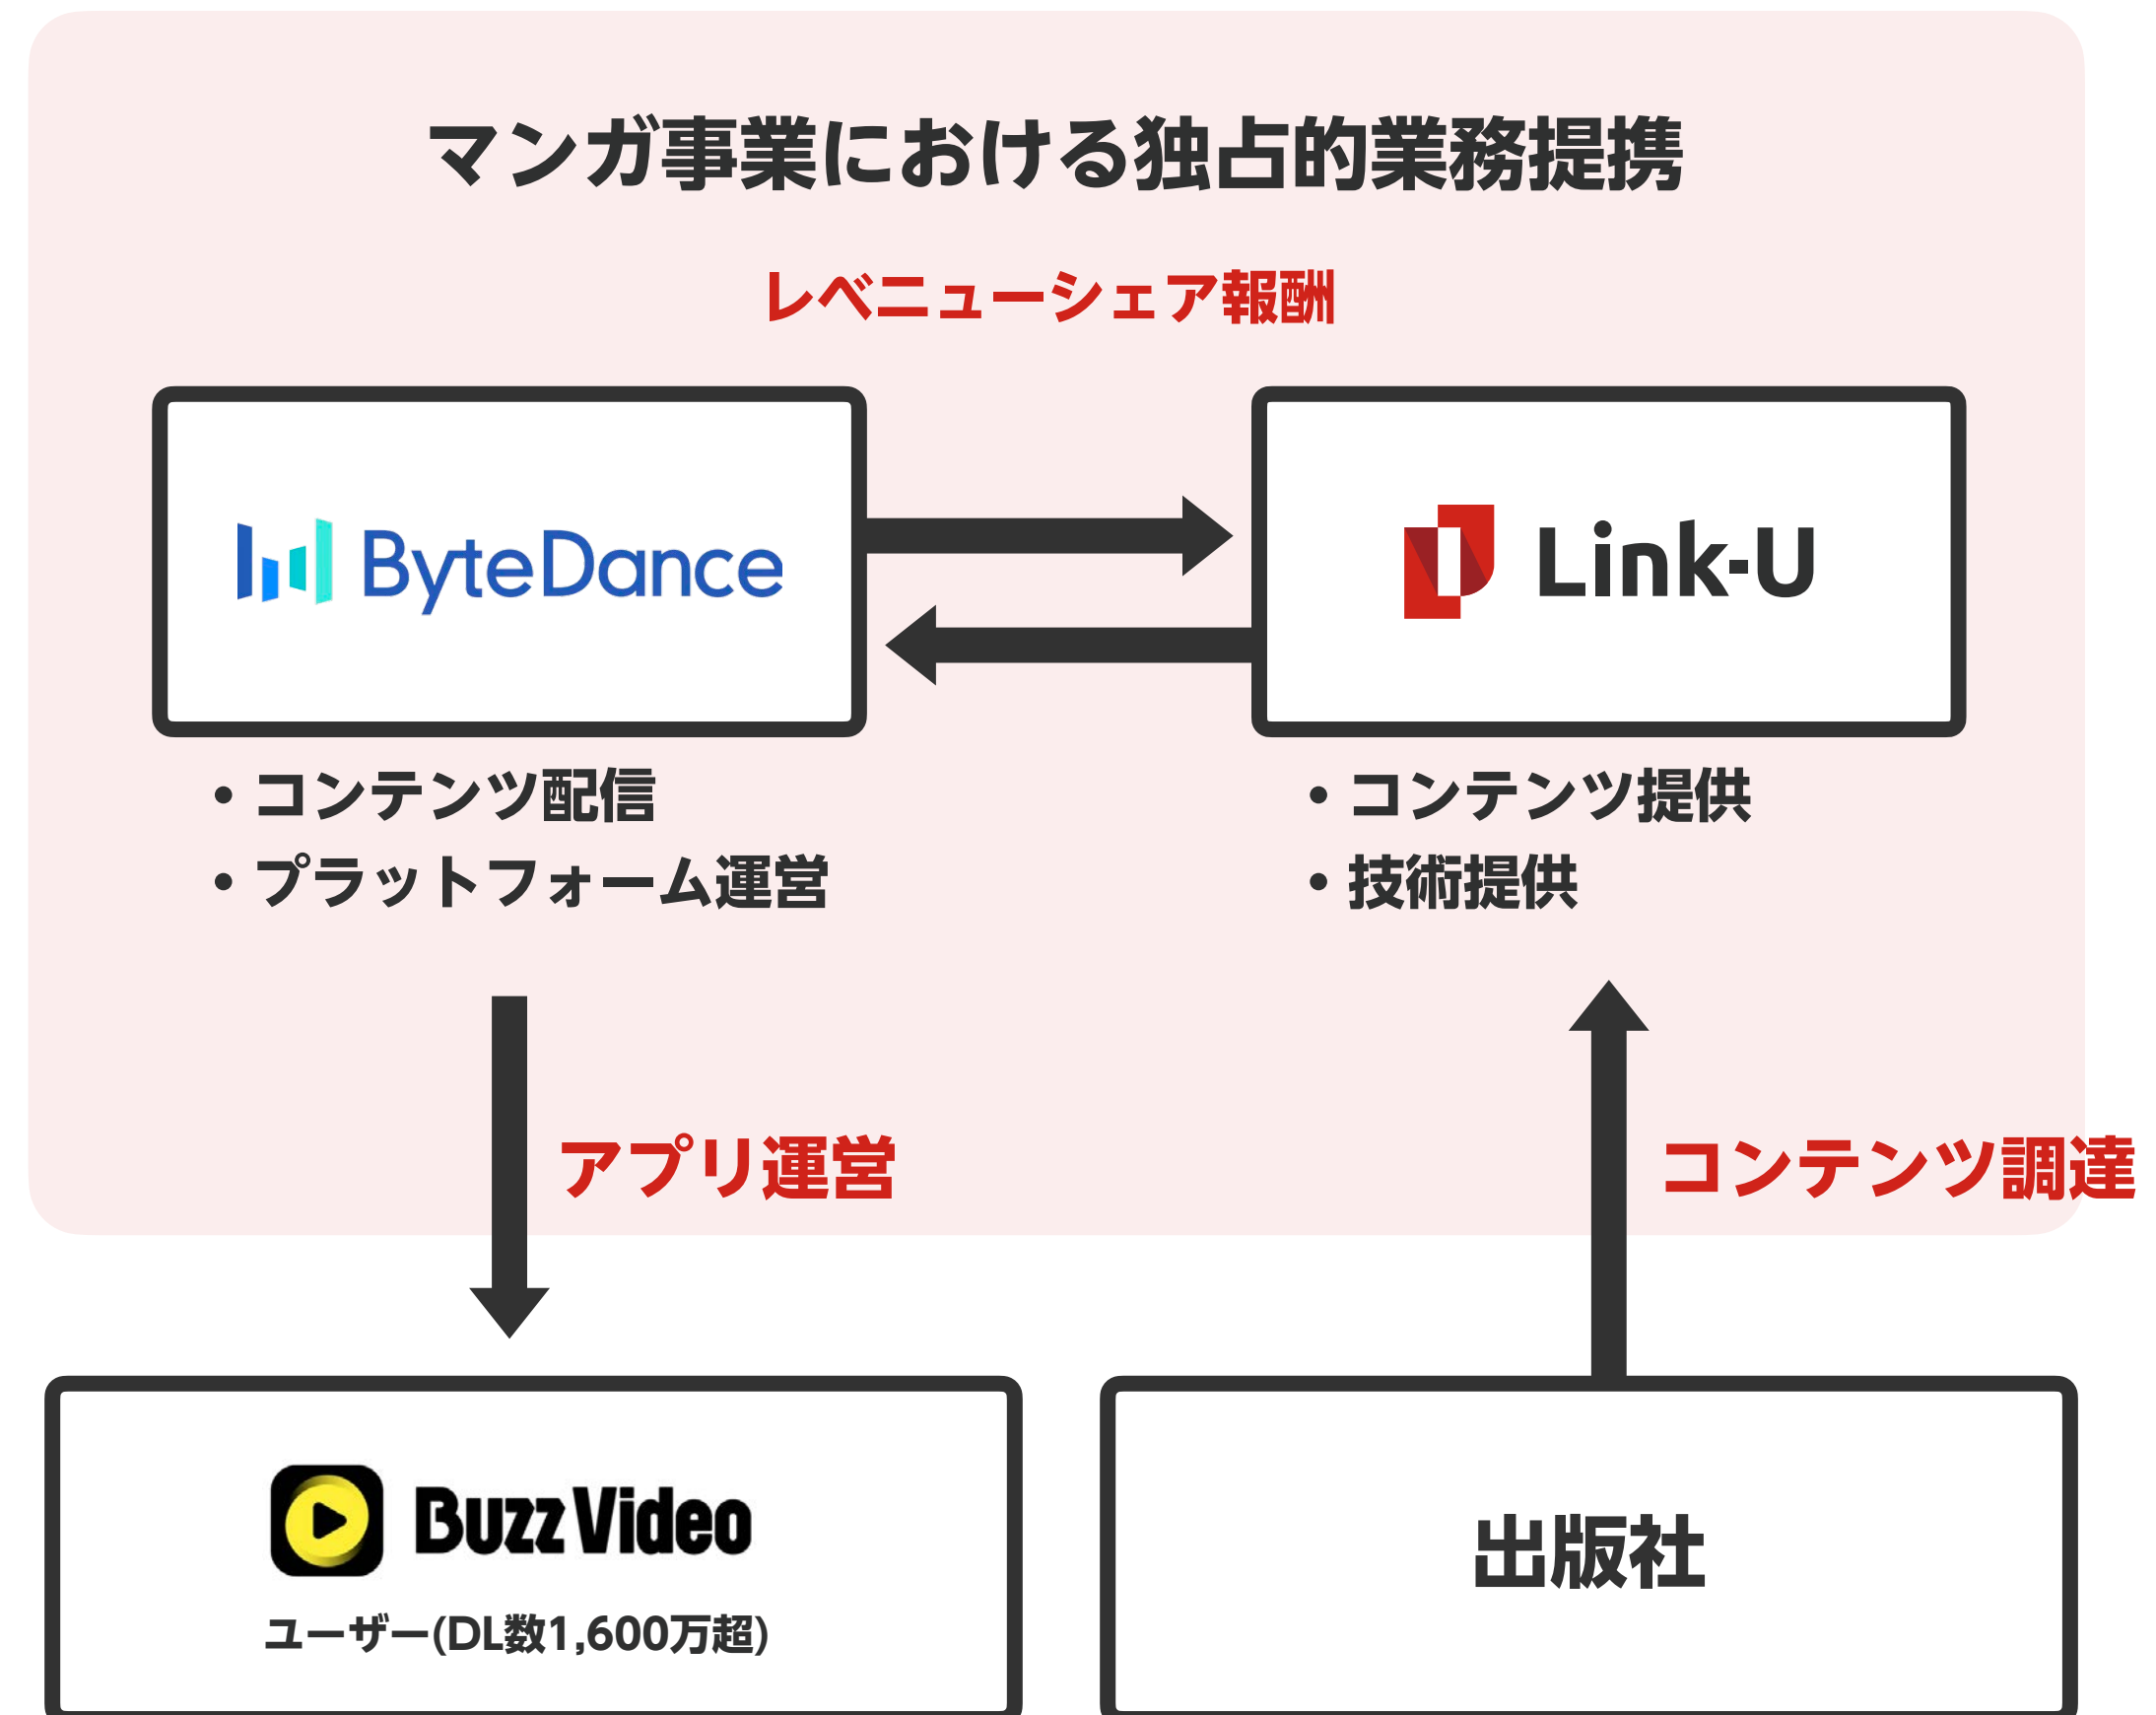 マンガ事業における独占的業務提携
レベニューシェア報酬
ByteDance
Link-U
・コンテンツ配信
・プラットフォーム運営
・コンテンツ提供
・技術提供
アプリ運営
コンテンツ調達
Buzz Video
ユーザー(DL数1,600万超)
出版社